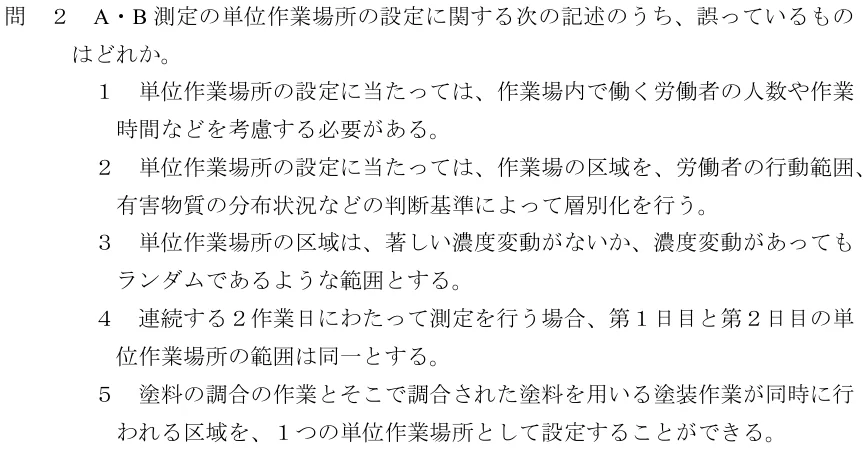 問 ２ Ａ・Ｂ測定の単位作業場所の設定に関する次の記述のうち、誤っているもの
はどれか。
１ 単位作業場所の設定に当たっては、作業場内で働く労働者の人数や作業
時間などを考慮する必要がある。
２ 単位作業場所の設定に当たっては、作業場の区域を、労働者の行動範囲、
有害物質の分布状況などの判断基準によって層別化を行う。
３ 単位作業場所の区域は、著しい濃度変動がないか、濃度変動があっても
ランダムであるような範囲とする。
４ 連続する２作業日にわたって測定を行う場合、第１日目と第２日目の単
位作業場所の範囲は同一とする。
５ 塗料の調合の作業とそこで調合された塗料を用いる塗装作業が同時に行
われる区域を、１つの単位作業場所として設定することができる。